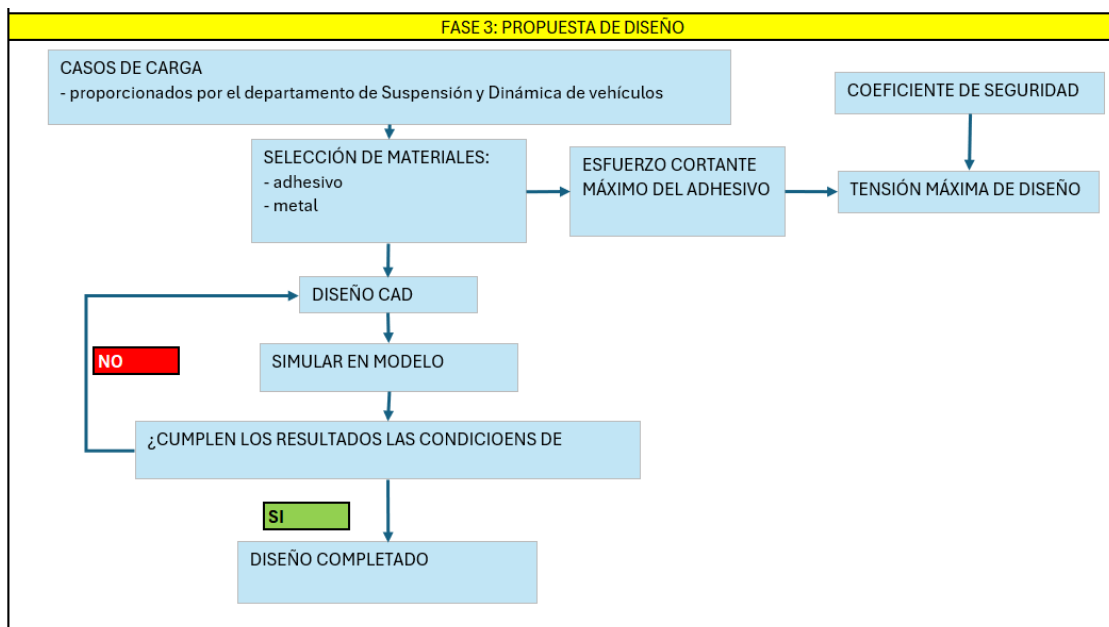 FASE 3: PROPUESTA DE DISEÑO
CASOS DE CARGA
- proporcionados por el departamento de Suspensión y Dinámica de vehículos
COEFICIENTE DE SEGURIDAD
SELECCIÓN DE MATERIALES:
- adhesivo
- metal
ESFUERZO CORTANTE
MÁXIMO DEL ADHESIVO
TENSIÓN MÁXIMA DE DISEÑO
DISEÑO CAD
NO
SIMULAR EN MODELO
¿CUMPLEN LOS RESULTADOS LAS CONDICIOENS DE
SI
DISEÑO COMPLETADO